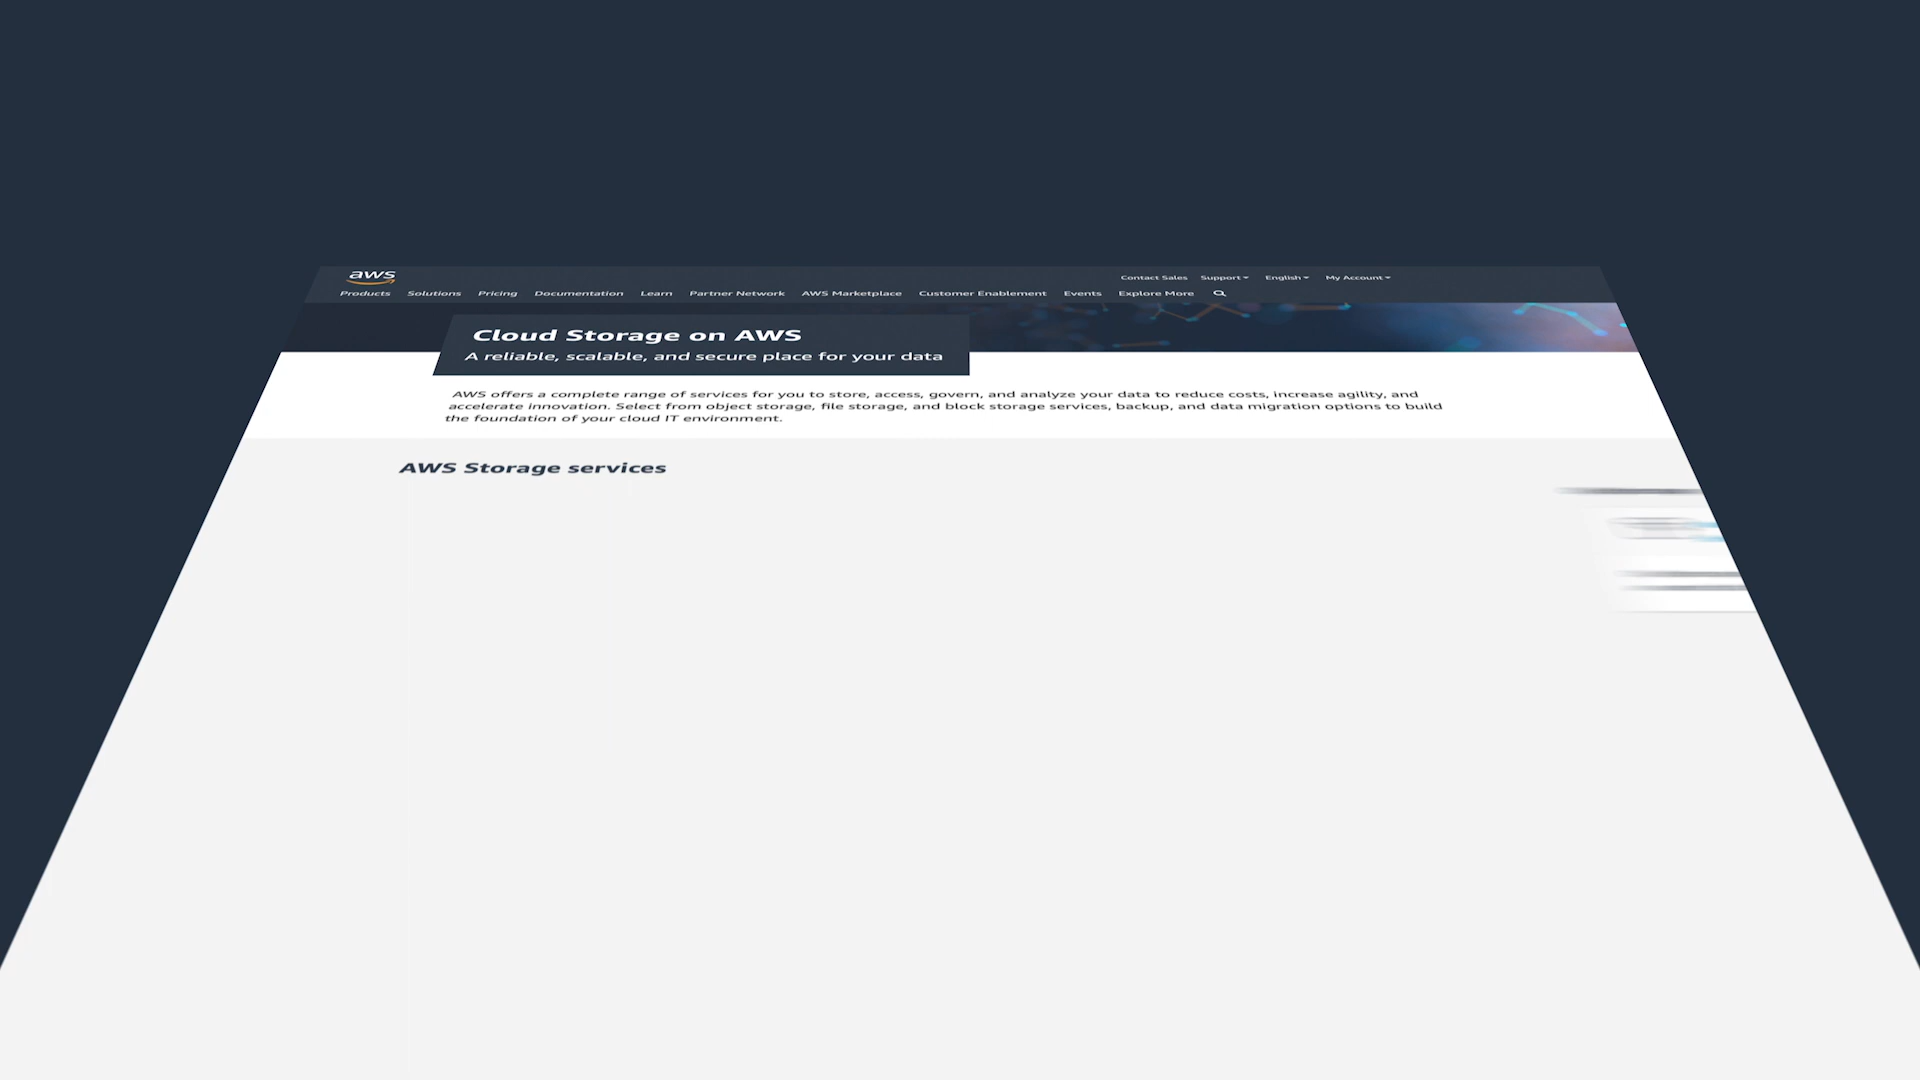 aws
Contact Sales Support English My Account
Products Solutions Pricing Documentation Learn Partner Network AWS Marketplace Customer Enablement Events Explore More
Cloud Storage on AWS
A reliable, scalable, and secure place for your data
AWS offers a complete range of services for you to store, access, govern, and analyze your data to reduce costs, increase agility, and
accelerate innovation. Select from object storage, file storage, and block storage services, backup, and data migration options to build
the foundation of your cloud IT environment.
AWS Storage services